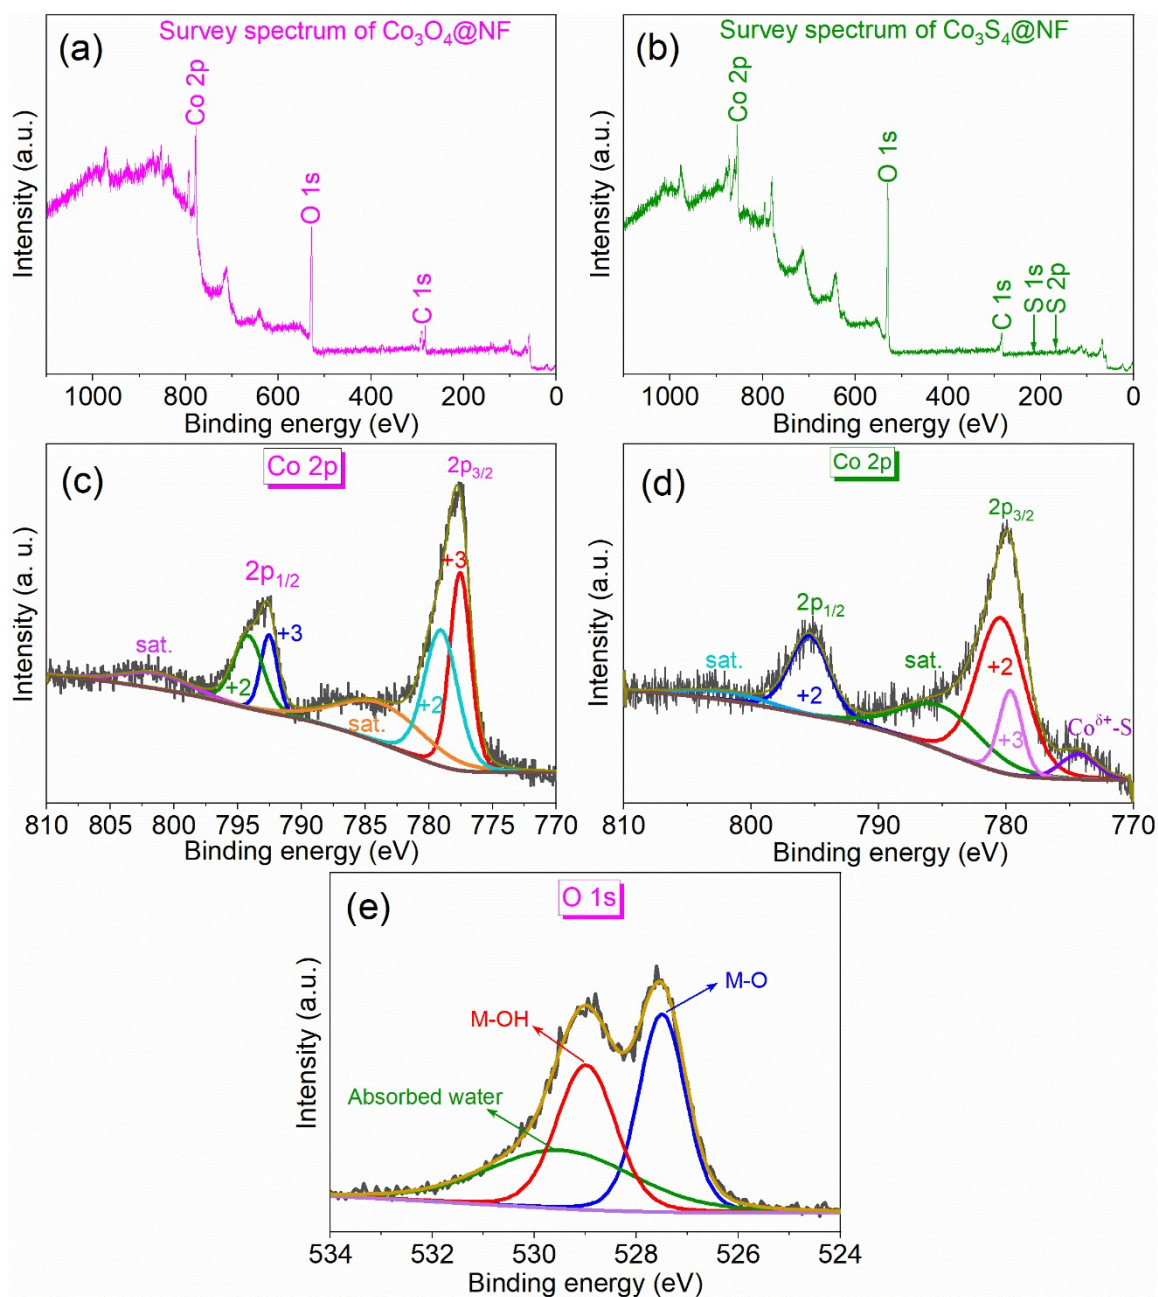 (a)
Survey spectrum of Co₃O₄@NF
Co 2p
O 1s
C 1s
Intensity (a.u.)
1000 800 600 400 200 0
Binding energy (eV)
(b)
Survey spectrum of Co₃S₄@NF
Co 2p
O 1s
C 1s
S 1s
S 2p
Intensity (a.u.)
1000 800 600 400 200 0
Binding energy (eV)
(c)
Co 2p
2p₃/₂
+3
2p₁/₂
+3
sat.
+2
+2
sat.
Intensity (a. u.)
810 805 800 795 790 785 780 775 770
Binding energy (eV)
(d)
Co 2p
2p₃/₂
2p₁/₂
sat.
sat.
+2
+2
+3
Coᵟ⁺-S
Intensity (a.u.)
810 800 790 780 770
Binding energy (eV)
(e)
O 1s
M-O
M-OH
Absorbed water
Intensity (a.u.)
534 532 530 528 526 524
Binding energy (eV)